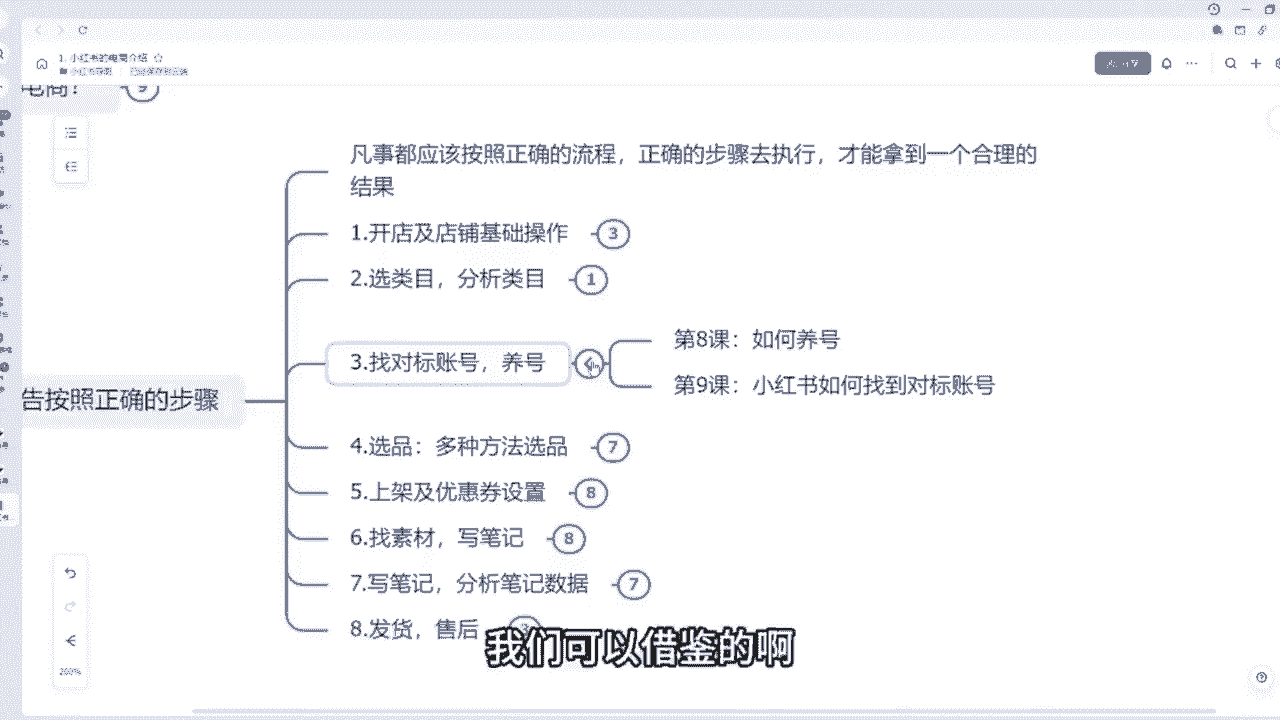 1. 小红书的电商介绍
电商?
9
凡事都应该按照正确的流程，正确的步骤去执行，才能拿到一个合理的
结果
1.开店及店铺基础操作
3
2.选类目，分析类目
1
第8课：如何养号
3.找对标账号，养号
第9课：小红书如何找到对标账号
告按照正确的步骤
4.选品：多种方法选品
7
5.上架及优惠券设置
8
6.找素材，写笔记
8
7.写笔记，分析笔记数据
7
8.发货，售后
我们可以借鉴的啊
200%